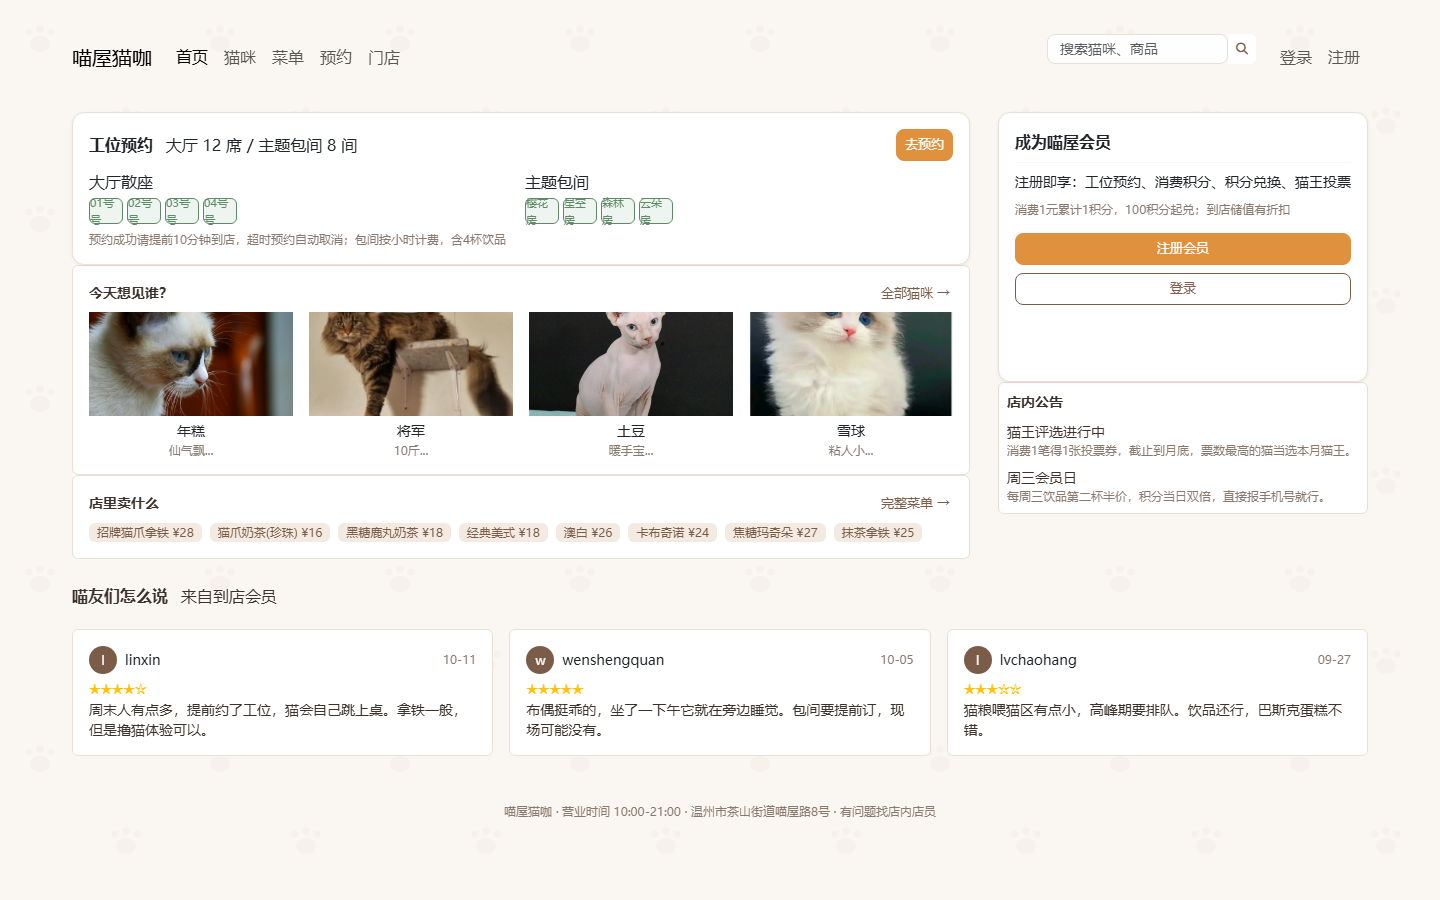 喵屋猫咖 首页 猫咪 菜单 预约 门店
搜索猫咪、商品
登录 注册
工位预约 大厅 12 席 / 主题包间 8 间
去预约
大厅散座
01号
号
02号
号
03号
号
04号
号
主题包间
樱花
房
星空
房
森林
房
云朵
房
预约成功请提前10分钟到店，超时预约自动取消；包间按小时计费，含4杯饮品
今天想见谁？
全部猫咪 →
年糕
仙气飘...
将军
10斤...
土豆
暖手宝...
雪球
粘人小...
店里卖什么
完整菜单 →
招牌猫爪拿铁 ¥28
猫爪奶茶(珍珠) ¥16
黑糖鹿丸奶茶 ¥18
经典美式 ¥18
澳白 ¥26
卡布奇诺 ¥24
焦糖玛奇朵 ¥27
抹茶拿铁 ¥25
成为喵屋会员
注册即享：工位预约、消费积分、积分兑换、猫王投票
消费1元累计1积分，100积分起兑；到店储值有折扣
注册会员
登录
店内公告
猫王评选进行中
消费1笔得1张投票券，截止到月底，票数最高的猫当选本月猫王。
周三会员日
每周三饮品第二杯半价，积分当日双倍，直接报手机号就行。
喵友们怎么说 来自到店会员
l linxin 10-11
★★★★☆
周末人有点多，提前约了工位，猫会自己跳上桌。拿铁一般，
但是撸猫体验可以。
w wenshengquan 10-05
★★★★★
布偶挺乖的，坐了一下午它就在旁边睡觉。包间要提前订，现
场可能没有。
l lvchaohang 09-27
★★★☆☆
猫粮喂猫区有点小，高峰期要排队。饮品还行，巴斯克蛋糕不
错。
喵屋猫咖 · 营业时间 10:00-21:00 · 温州市茶山街道喵屋路8号 · 有问题找店内店员